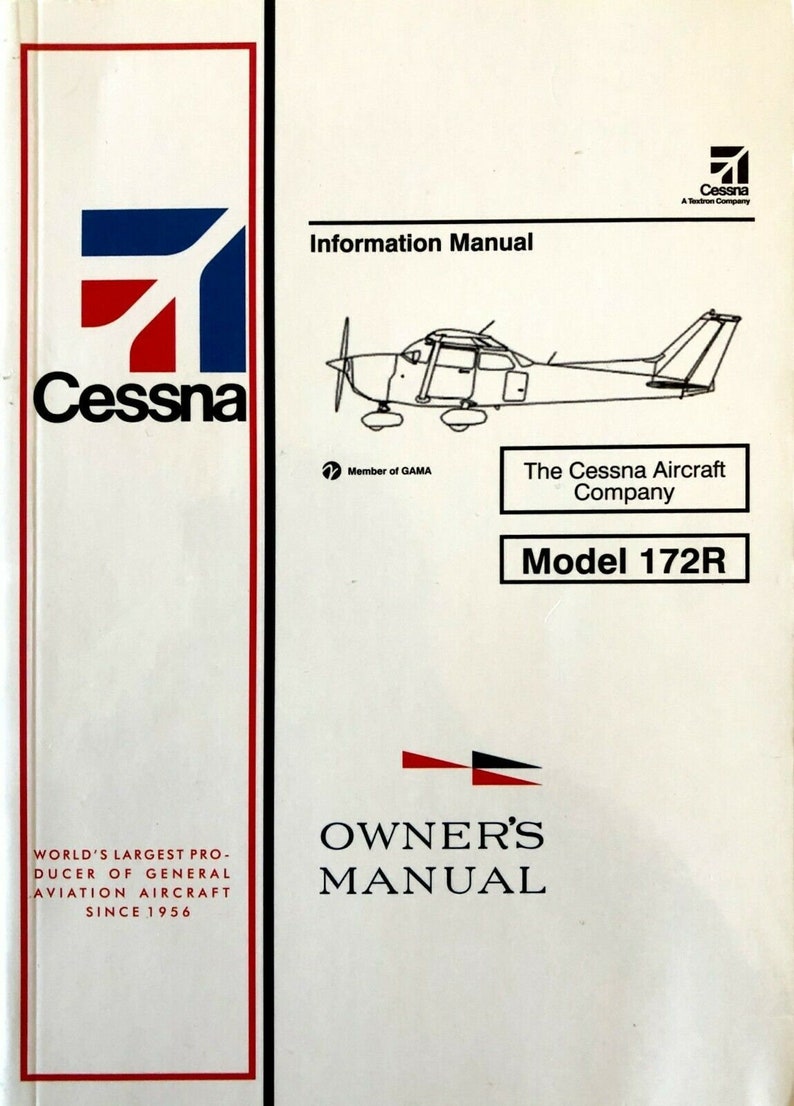 Cessna
A Textron Company
Information Manual
Cessna
Member of GAMA
The Cessna Aircraft
Company
Model 172R
OWNER'S
MANUAL
WORLD'S LARGEST PRO-
DUCER OF GENERAL
AVIATION AIRCRAFT
SINCE 1956